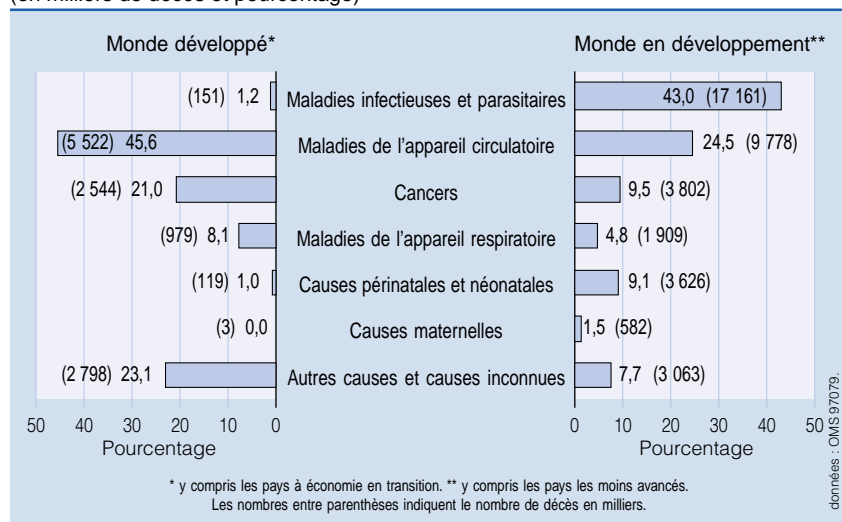 (en milliers de décès et pourcentage)
Monde développé* Monde en développement**
(151) 1,2 Maladies infectieuses et parasitaires 43,0 (17 161)
(5 522) 45,6 Maladies de l'appareil circulatoire 24,5 (9 778)
(2 544) 21,0 Cancers 9,5 (3 802)
(979) 8,1 Maladies de l'appareil respiratoire 4,8 (1 909)
(119) 1,0 Causes périnatales et néonatales 9,1 (3 626)
(3) 0,0 Causes maternelles 1,5 (582)
(2 798) 23,1 Autres causes et causes inconnues 7,7 (3 063)
50 40 30 20 10 0 0 10 20 30 40 50
Pourcentage Pourcentage
* y compris les pays à économie en transition. ** y compris les pays les moins avancés.
Les nombres entre parenthèses indiquent le nombre de décès en milliers.
données : OMS 97079.